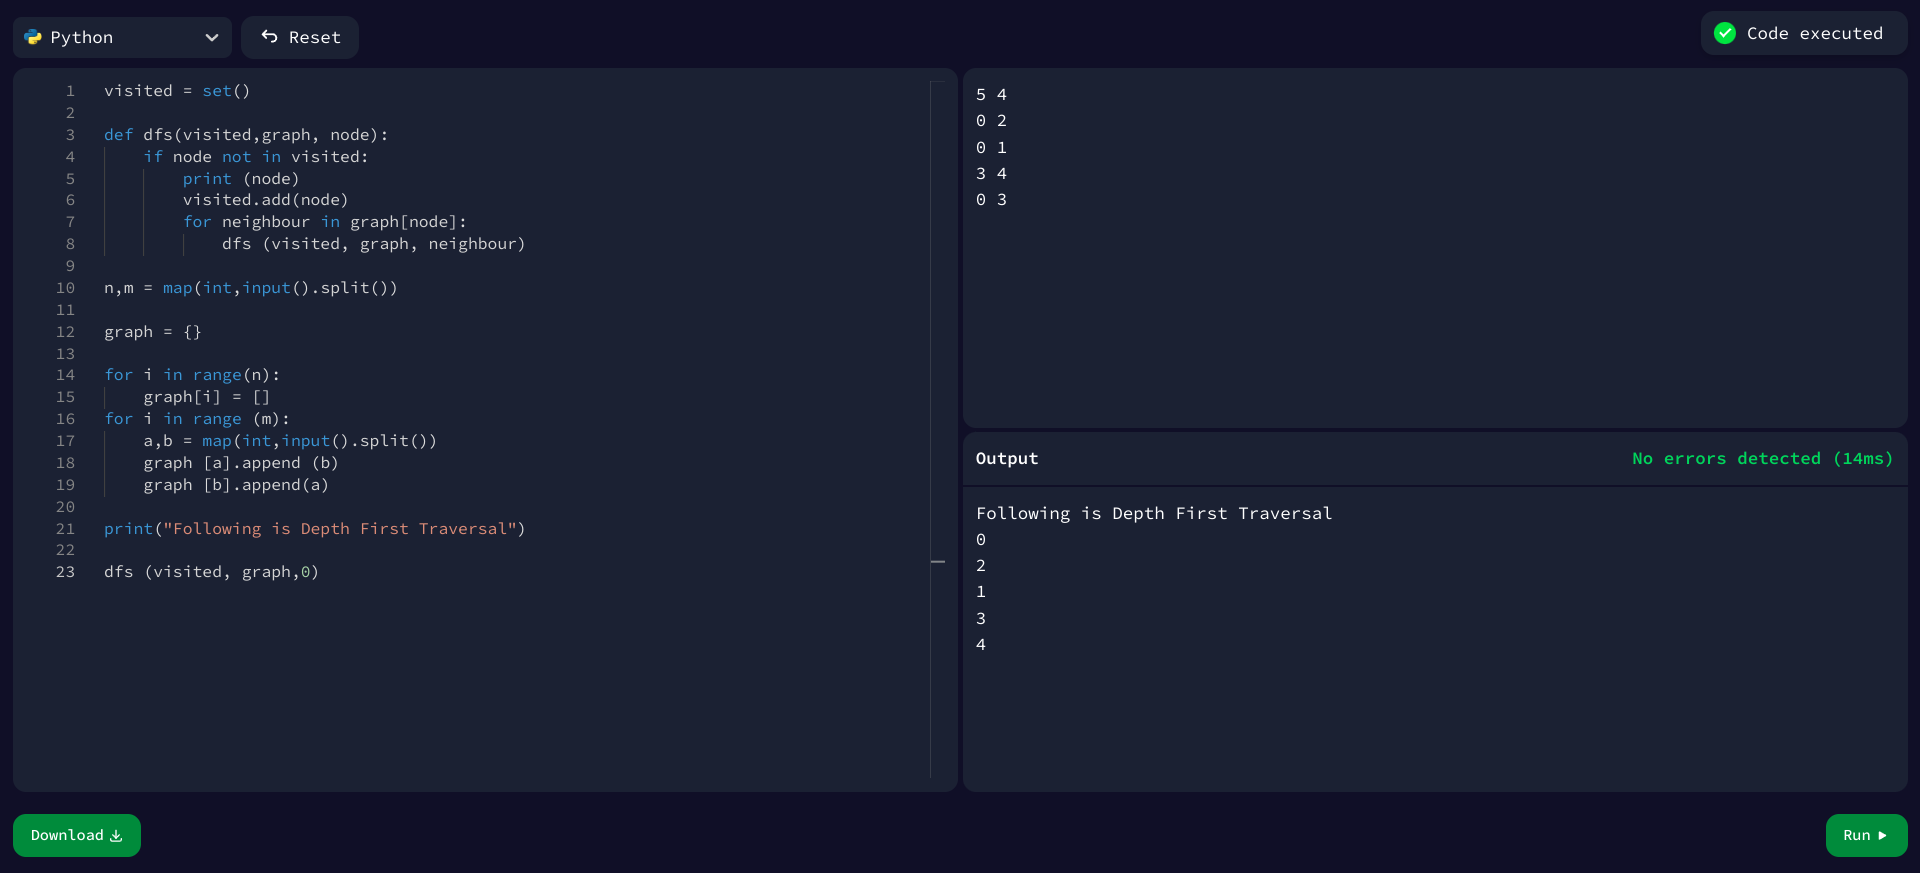 Python
Reset
Code executed
1 visited = set()
2
3 def dfs(visited,graph, node):
4     if node not in visited:
5         print (node)
6         visited.add(node)
7         for neighbour in graph[node]:
8             dfs (visited, graph, neighbour)
9
10 n,m = map(int,input().split())
11
12 graph = {}
13
14 for i in range(n):
15     graph[i] = []
16 for i in range (m):
17     a,b = map(int,input().split())
18     graph [a].append (b)
19     graph [b].append(a)
20
21 print("Following is Depth First Traversal")
22
23 dfs (visited, graph,0)
5 4
0 2
0 1
3 4
0 3
Output
No errors detected (14ms)
Following is Depth First Traversal
0
2
1
3
4
Download
Run